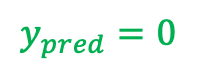 y_pred = 0